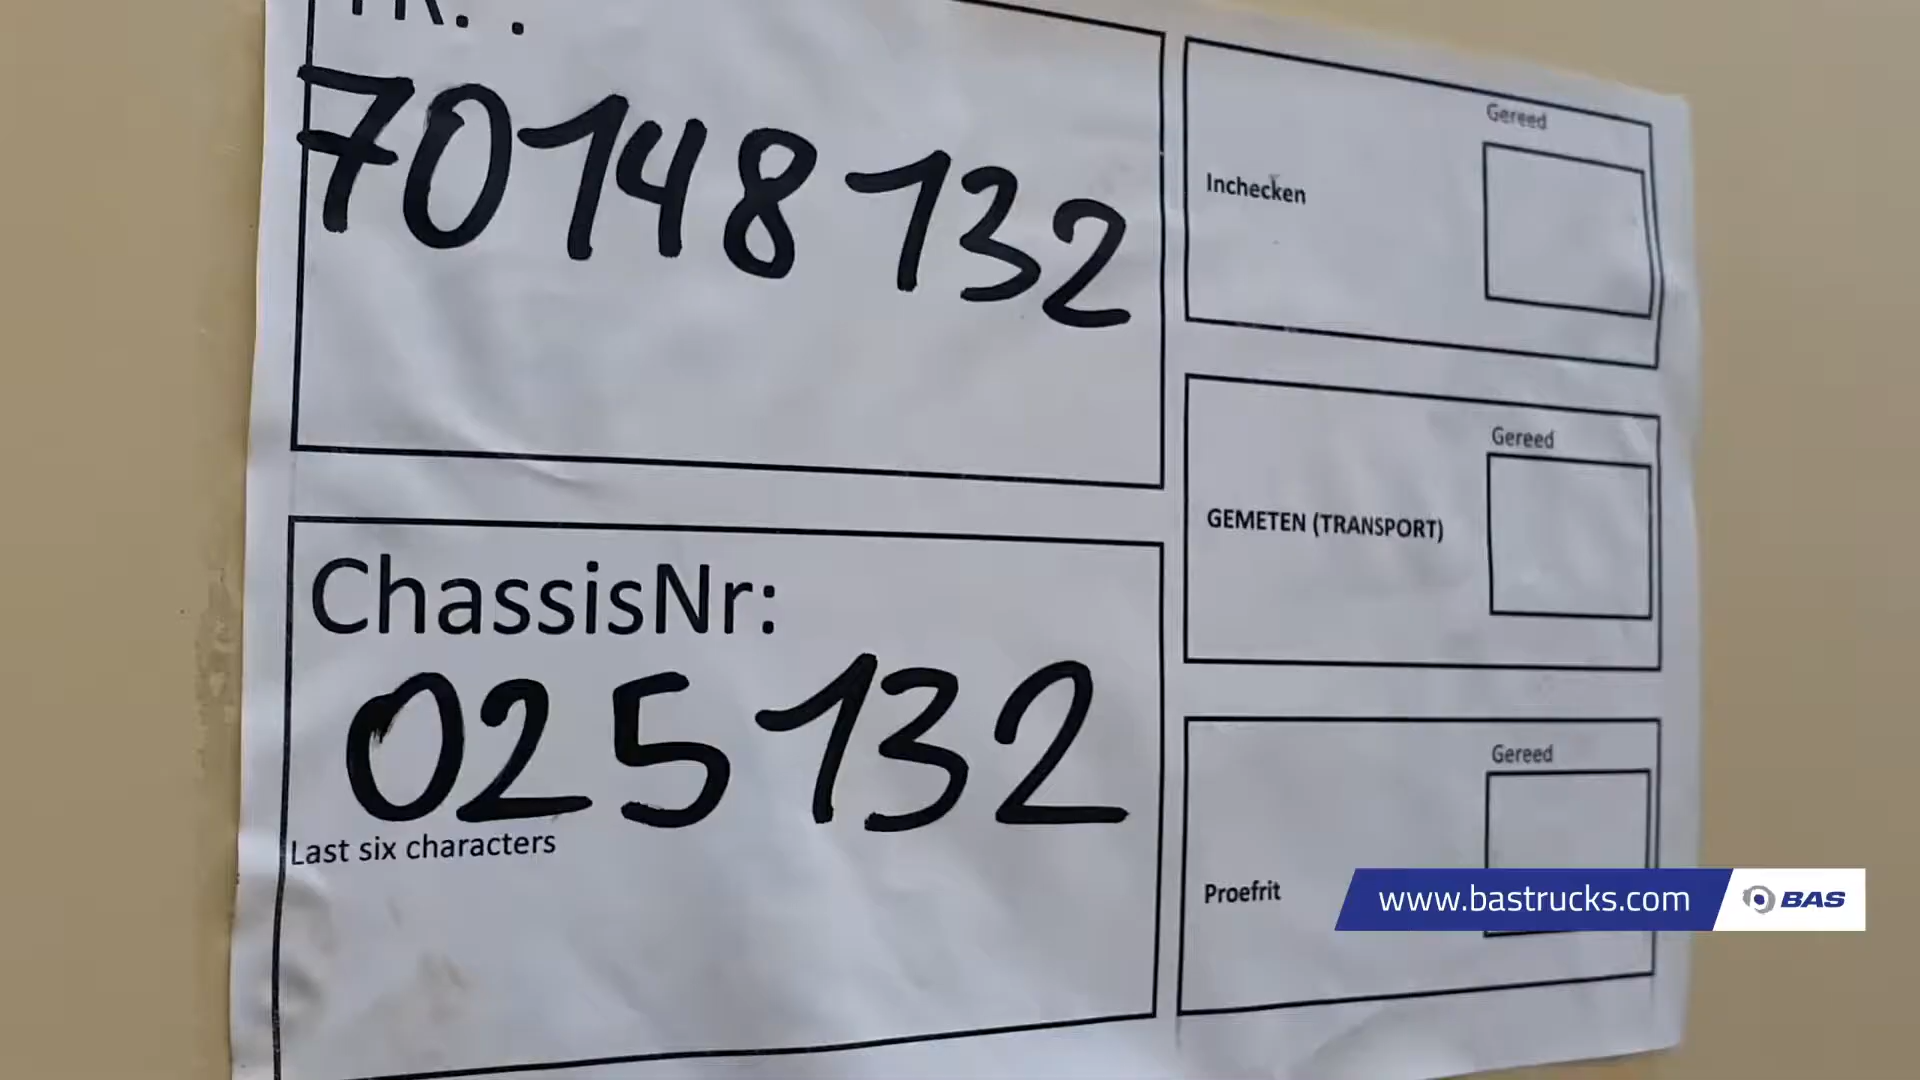 70148132
ChassisNr:
025132
Last six characters
Gereed
Inchecken
Gereed
GEMETEN (TRANSPORT)
Gereed
Proefrit
www.bastrucks.com
BAS